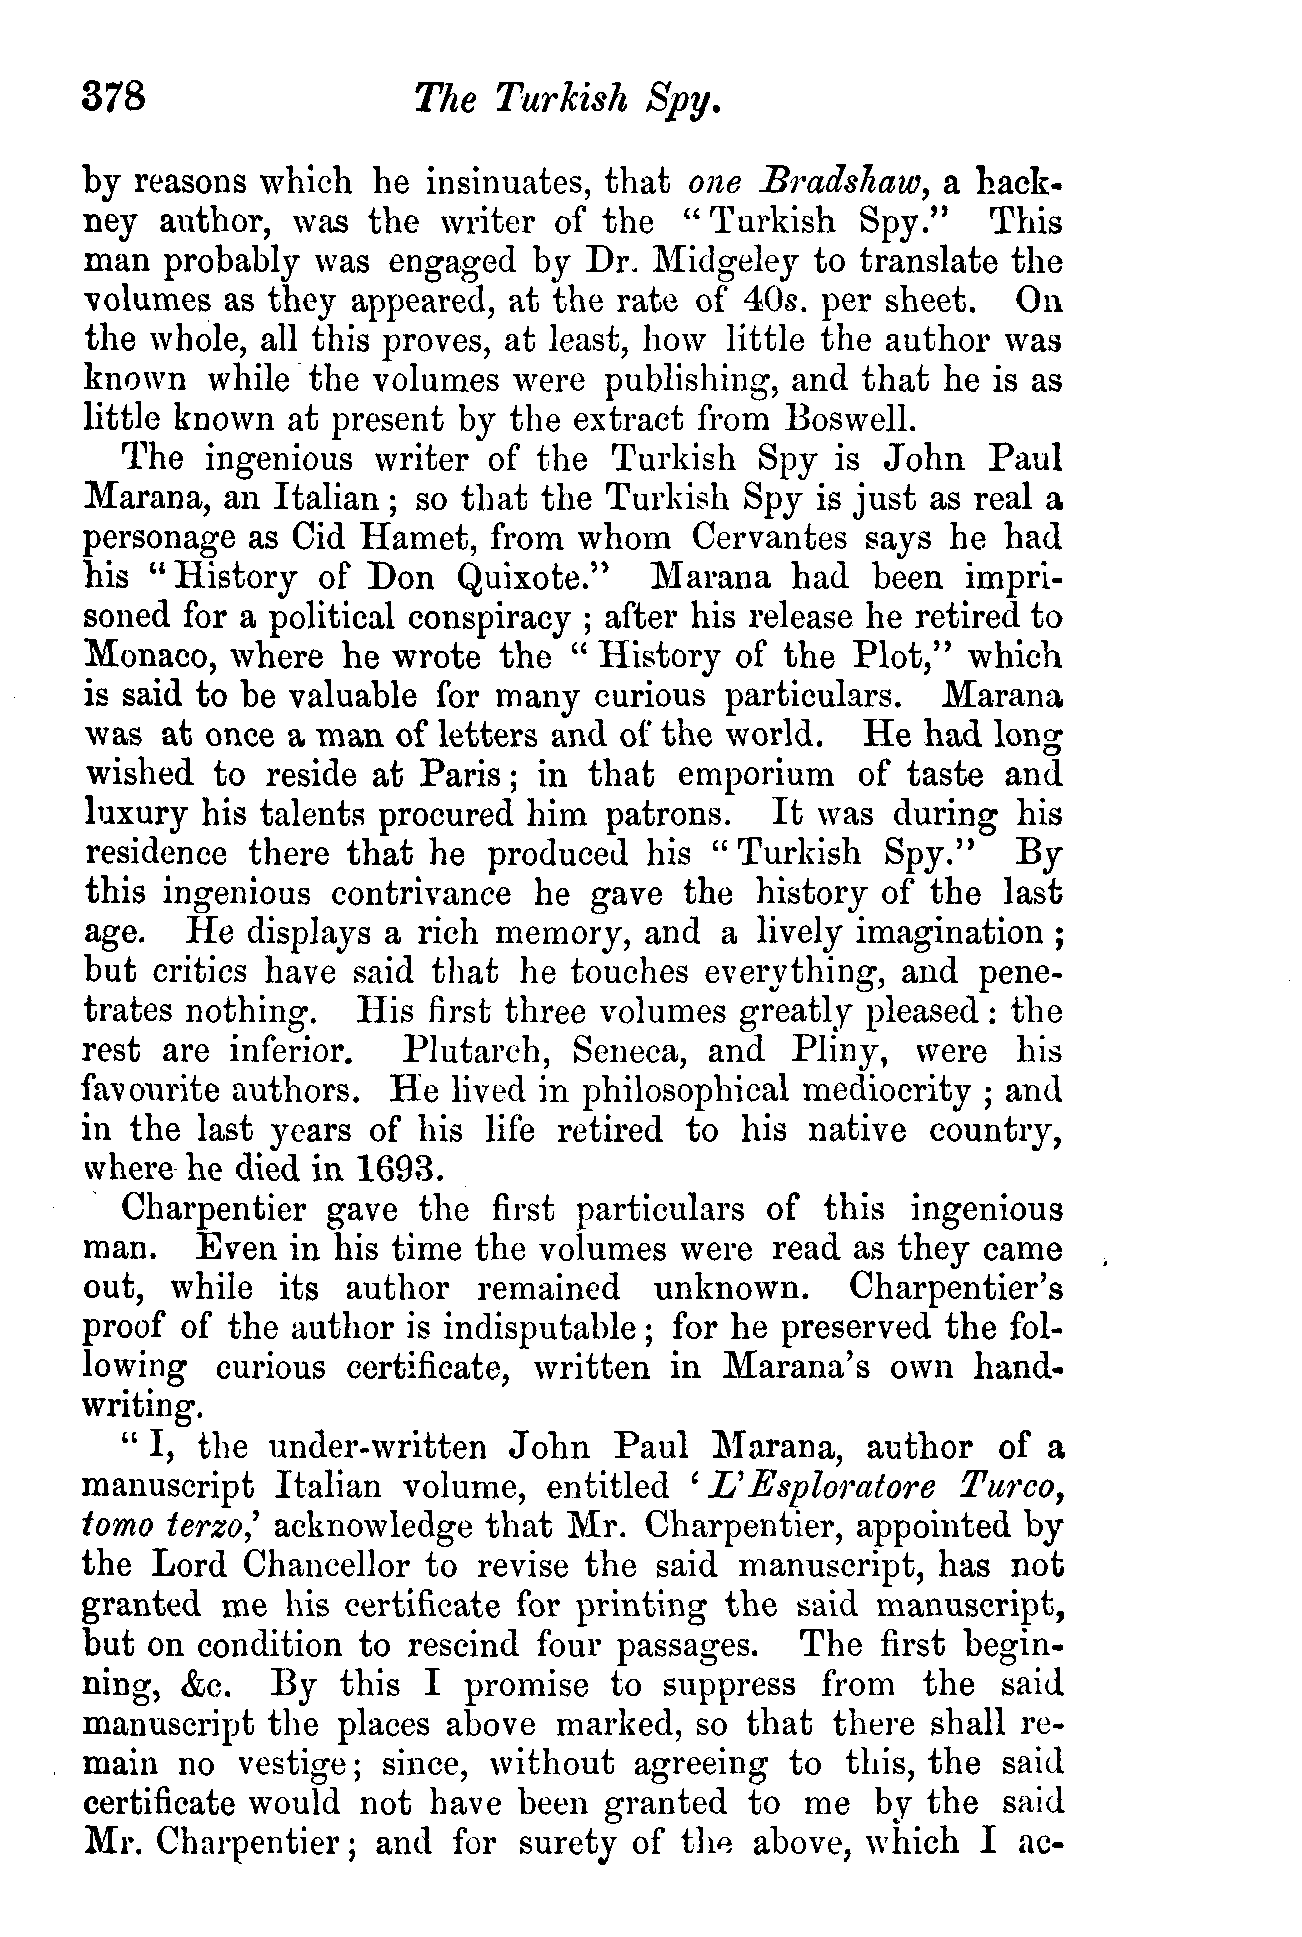 378 The Turkish Spy.
by reasons which he insinuates, that one Bradshaw, a hack-
ney author, was the writer of the “Turkish Spy.” This
man probably was engaged by Dr. Midgeley to translate the
volumes as they appeared, at the rate of 40s. per sheet. On
the whole, all this proves, at least, how little the author was
known while the volumes were publishing, and that he is as
little known at present by the extract from Boswell.
The ingenious writer of the Turkish Spy is John Paul
Marana, an Italian; so that the Turkish Spy is just as real a
personage as Cid Hamet, from whom Cervantes says he had
his “History of Don Quixote.” Marana had been impri-
soned for a political conspiracy; after his release he retired to
Monaco, where he wrote the “History of the Plot,” which
is said to be valuable for many curious particulars. Marana
was at once a man of letters and of the world. He had long
wished to reside at Paris; in that emporium of taste and
luxury his talents procured him patrons. It was during his
residence there that he produced his “Turkish Spy.” By
this ingenious contrivance he gave the history of the last
age. He displays a rich memory, and a lively imagination;
but critics have said that he touches everything, and pene-
trates nothing. His first three volumes greatly pleased: the
rest are inferior. Plutarch, Seneca, and Pliny, were his
favourite authors. He lived in philosophical mediocrity; and
in the last years of his life retired to his native country,
where he died in 1693.
Charpentier gave the first particulars of this ingenious
man. Even in his time the volumes were read as they came
out, while its author remained unknown. Charpentier's
proof of the author is indisputable; for he preserved the fol-
lowing curious certificate, written in Marana's own hand-
writing.
“I, the under-written John Paul Marana, author of a
manuscript Italian volume, entitled ‘L'Esploratore Turco,
tomo terzo,’ acknowledge that Mr. Charpentier, appointed by
the Lord Chancellor to revise the said manuscript, has not
granted me his certificate for printing the said manuscript,
but on condition to rescind four passages. The first begin-
ning, &c. By this I promise to suppress from the said
manuscript the places above marked, so that there shall re-
main no vestige; since, without agreeing to this, the said
certificate would not have been granted to me by the said
Mr. Charpentier; and for surety of the above, which I ac-